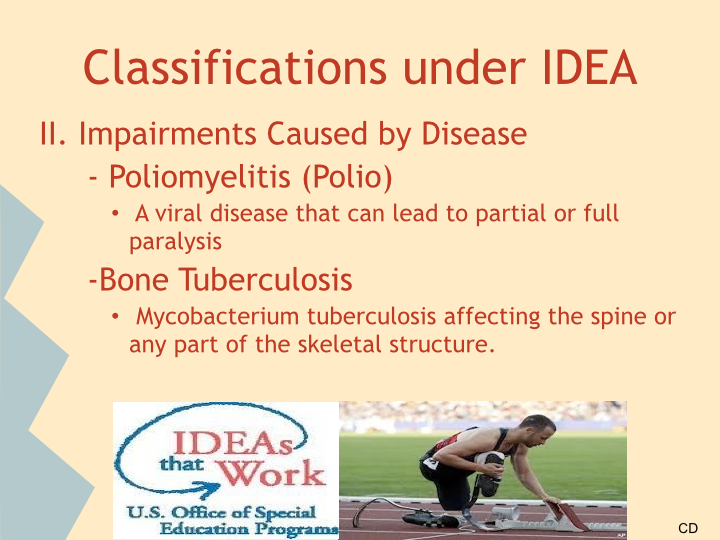 Classifications under IDEA
II. Impairments Caused by Disease
- Poliomyelitis (Polio)
• A viral disease that can lead to partial or full
paralysis
-Bone Tuberculosis
• Mycobacterium tuberculosis affecting the spine or
any part of the skeletal structure.
IDEAs
that Work
U.S. Office of Special
Education Programs
AP
CD